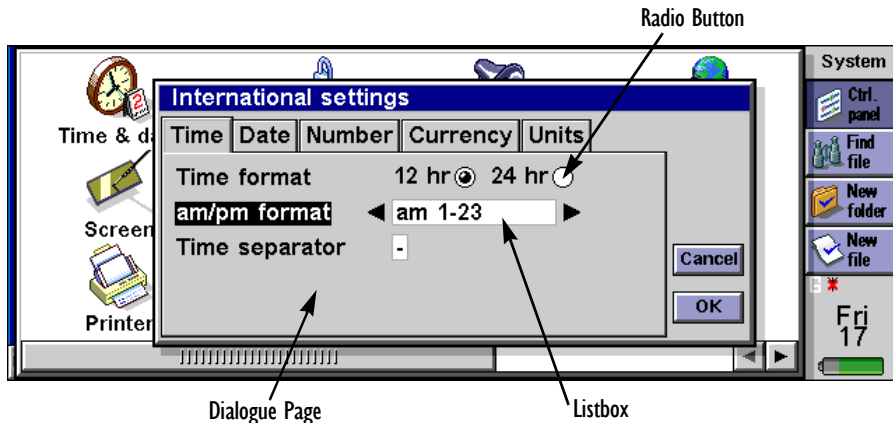 Radio Button
System
International settings
Ctrl.
panel
Time & da
Time Date Number Currency Units
Find
file
Time format 12 hr 24 hr
New
folder
am/pm format am 1-23
Screen
New
file
Time separator -
Cancel
OK
Printer
Fri
17
Dialogue Page
Listbox